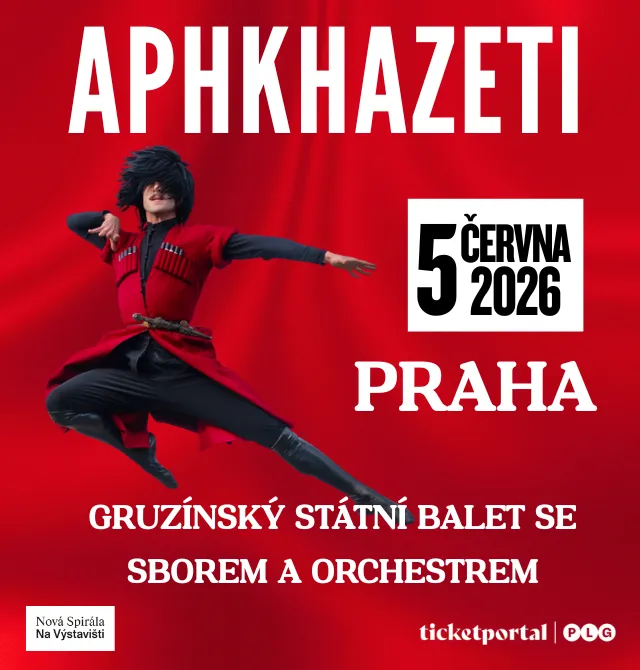 APHKHAZETI
5 ČERVNA
2026
PRAHA
GRUZÍNSKÝ STÁTNÍ BALET SE
SBOREM A ORCHESTREM
Nová Spirála
Na Výstavišti
ticketportal | PLG